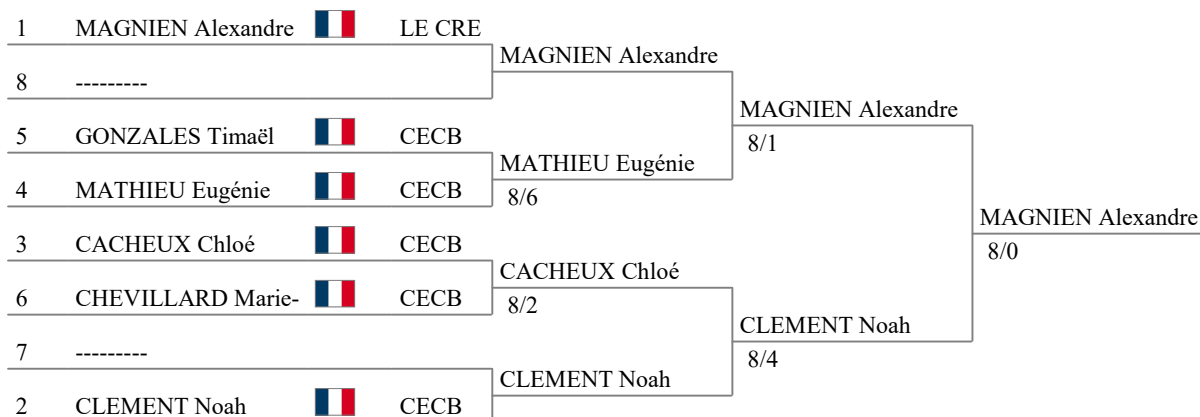 1 MAGNIEN Alexandre LE CRE
MAGNIEN Alexandre
8 ---------
MAGNIEN Alexandre
5 GONZALES Timaël CECB
8/1
MATHIEU Eugénie
4 MATHIEU Eugénie CECB
8/6
MAGNIEN Alexandre
3 CACHEUX Chloé CECB
8/0
CACHEUX Chloé
6 CHEVILLARD Marie- CECB
8/2
CLEMENT Noah
7 ---------
8/4
CLEMENT Noah
2 CLEMENT Noah CECB